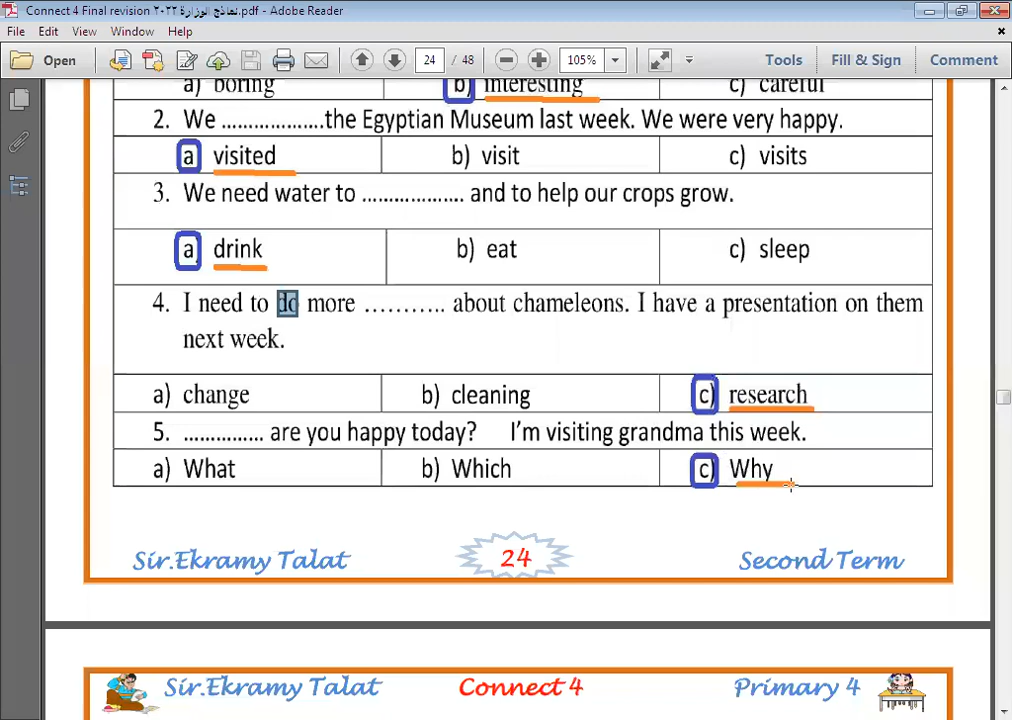 Connect 4 Final revision نماذج الوزارة ٢٠٢٢.pdf - Adobe Reader
File Edit View Window Help
Open 24 / 48 105% Tools Fill & Sign Comment
a) boring b) interesting c) careful
2. We ……………….the Egyptian Museum last week. We were very happy.
a visited b) visit c) visits
3. We need water to ………………. and to help our crops grow.
a) drink b) eat c) sleep
4. I need to do more ……….. about chameleons. I have a presentation on them
next week.
a) change b) cleaning c) research
5. …………… are you happy today? I'm visiting grandma this week.
a) What b) Which c) Why
Sir.Ekramy Talat 24 Second Term
Sir.Ekramy Talat Connect 4 Primary 4